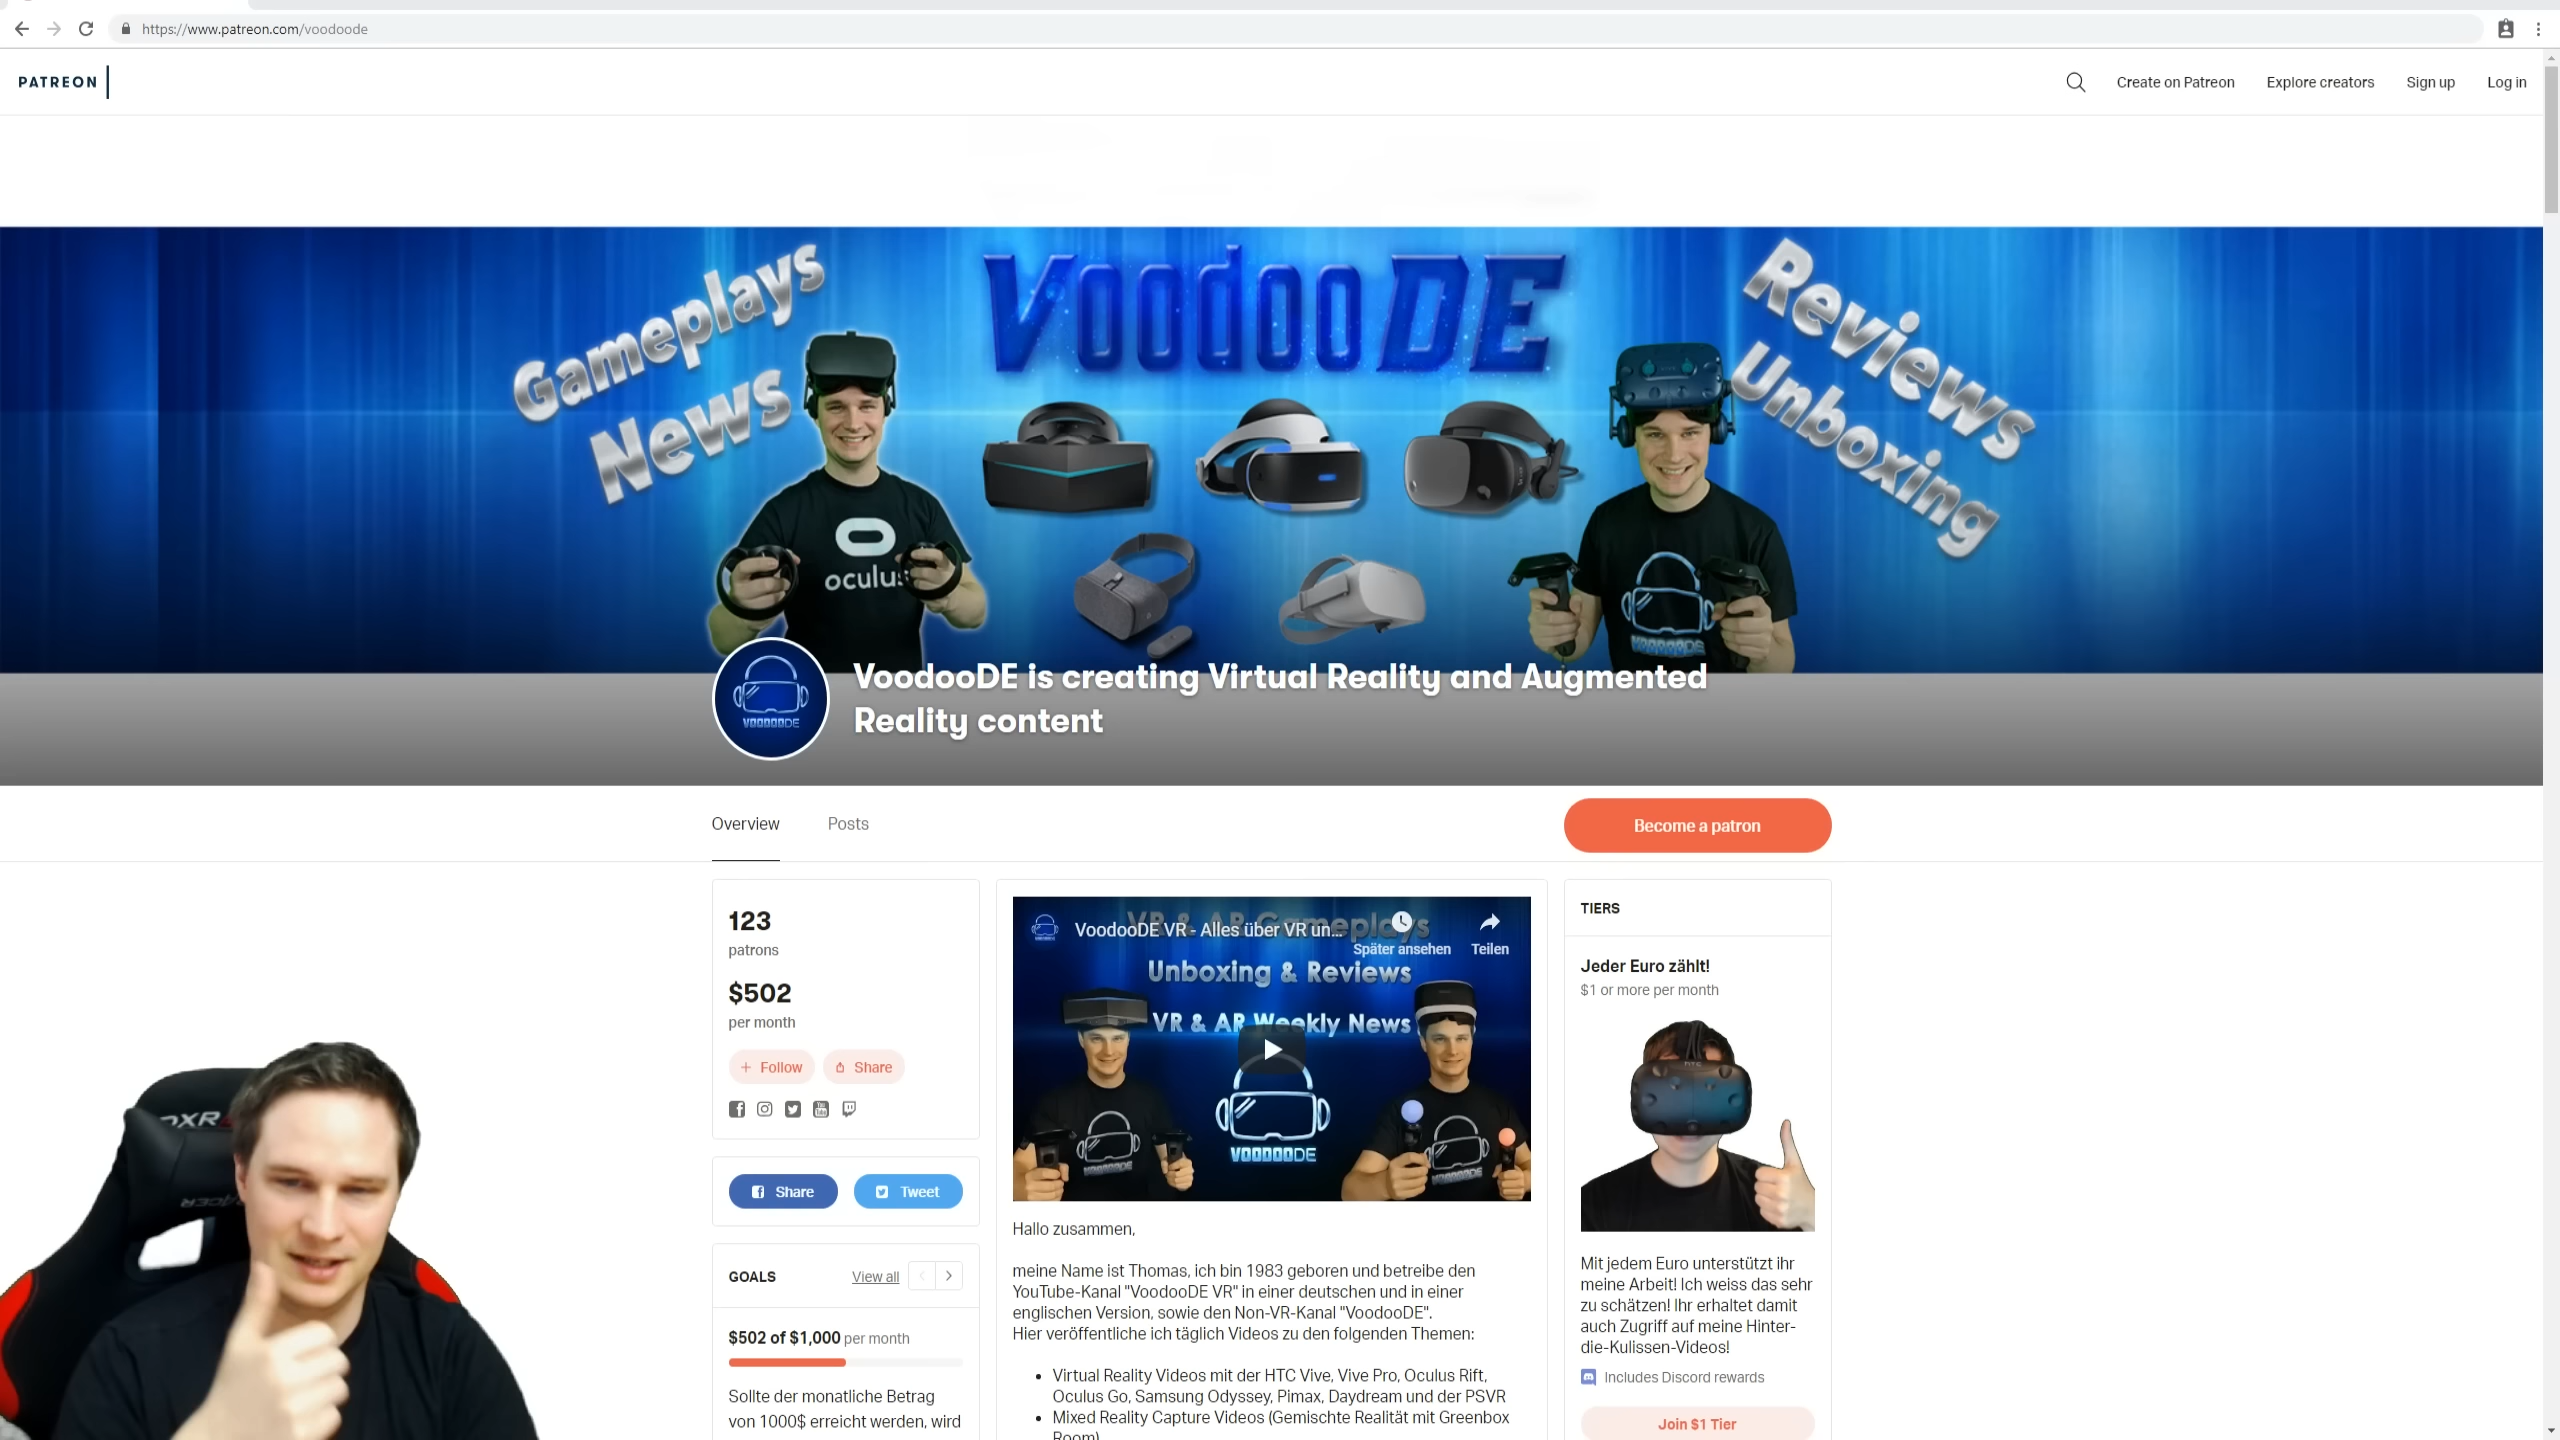 https://www.patreon.com/voodoode
PATREON
Create on Patreon
Explore creators
Sign up
Log in
Gameplays
News
VoodooDE
Reviews
Unboxing
oculus
VOODOODE
VOODOODE
VoodooDE is creating Virtual Reality and Augmented
Reality content
Overview
Posts
Become a patron
123
patrons
$502
per month
+ Follow
Share
Share
Tweet
GOALS
View all
$502 of $1,000 per month
Sollte der monatliche Betrag
von 1000$ erreicht werden, wird
VR & AR Gameplays
VoodooDE VR - Alles über VR un...
Später ansehen
Teilen
Unboxing & Reviews
VR & AR Weekly News
VOODOODE
VOODOODE
VOODOODE
Hallo zusammen,
meine Name ist Thomas, ich bin 1983 geboren und betreibe den
YouTube-Kanal "VoodooDE VR" in einer deutschen und in einer
englischen Version, sowie den Non-VR-Kanal "VoodooDE".
Hier veröffentliche ich täglich Videos zu den folgenden Themen:
• Virtual Reality Videos mit der HTC Vive, Vive Pro, Oculus Rift,
Oculus Go, Samsung Odyssey, Pimax, Daydream und der PSVR
• Mixed Reality Capture Videos (Gemischte Realität mit Greenbox
Room)
TIERS
Jeder Euro zählt!
$1 or more per month
HTC
Mit jedem Euro unterstützt ihr
meine Arbeit! Ich weiss das sehr
zu schätzen! Ihr erhaltet damit
auch Zugriff auf meine Hinter-
die-Kulissen-Videos!
Includes Discord rewards
Join $1 Tier
DXR